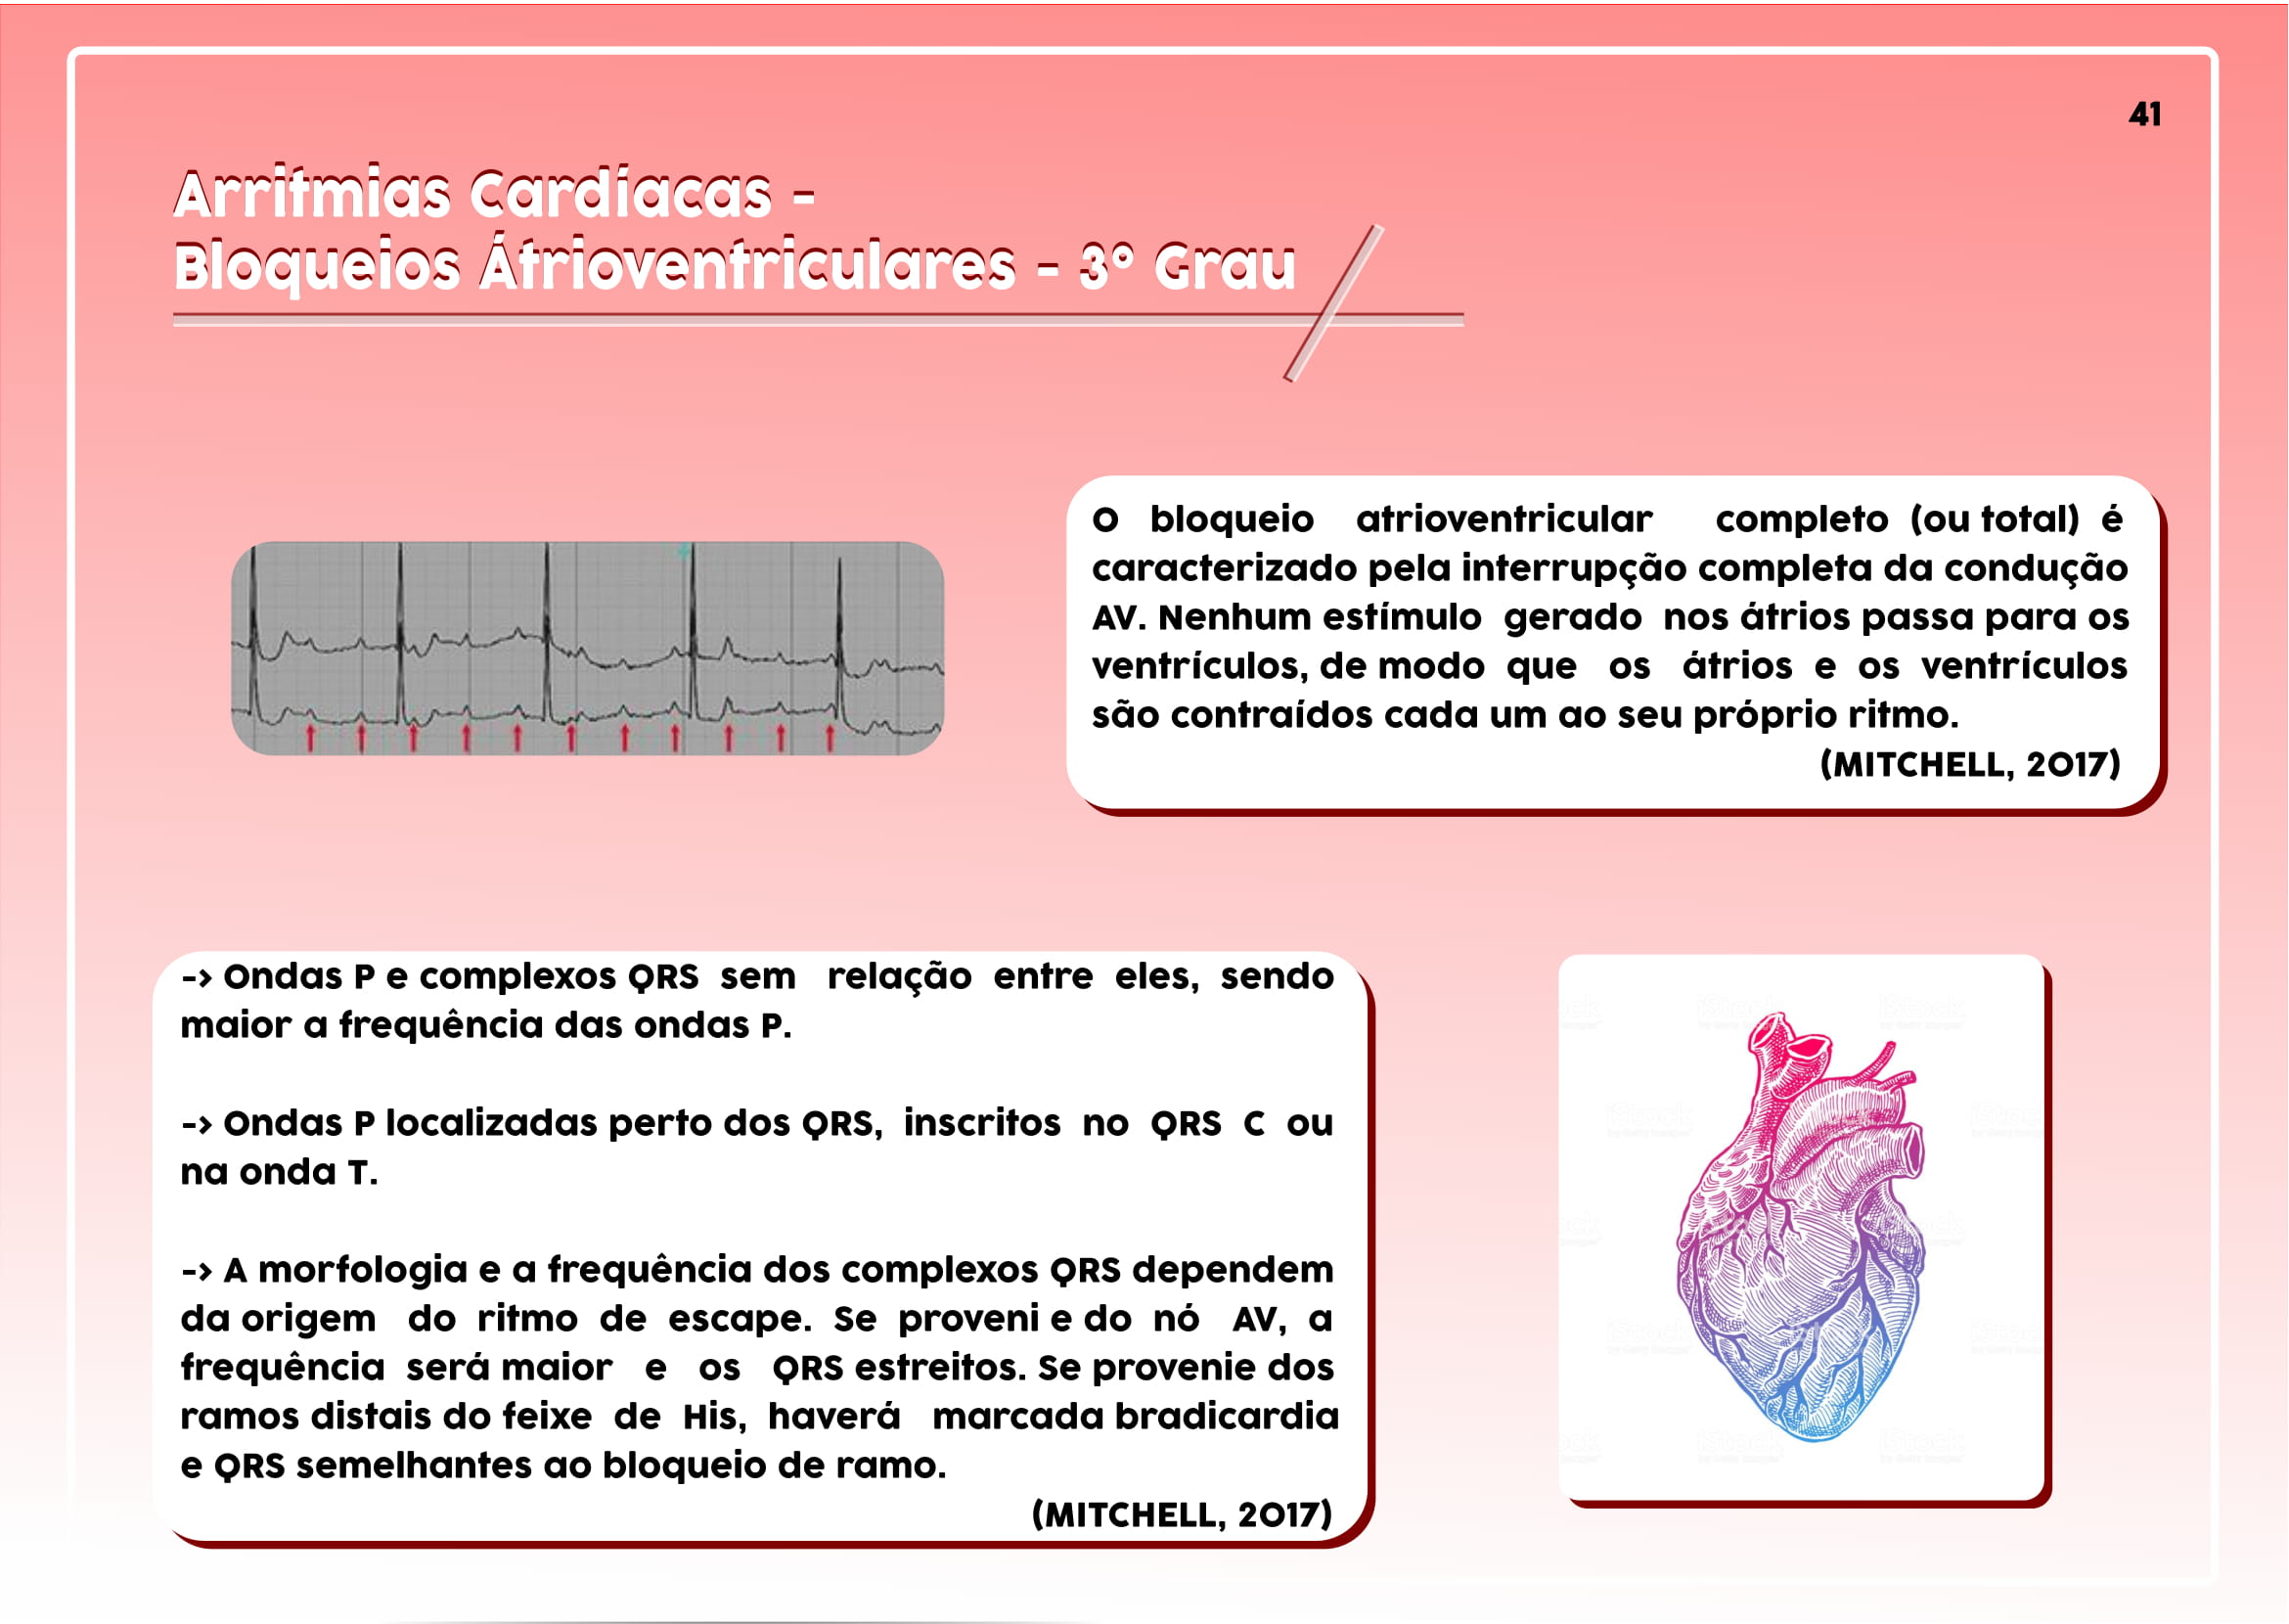 41
Arritmias Cardíacas -
Bloqueios Átrioventriculares - 3º Grau
O bloqueio atrioventricular completo (ou total) é
caracterizado pela interrupção completa da condução
AV. Nenhum estímulo gerado nos átrios passa para os
ventrículos, de modo que os átrios e os ventrículos
são contraídos cada um ao seu próprio ritmo.
(MITCHELL, 2017)
-> Ondas P e complexos QRS sem relação entre eles, sendo
maior a frequência das ondas P.
-> Ondas P localizadas perto dos QRS, inscritos no QRS C ou
na onda T.
-> A morfologia e a frequência dos complexos QRS dependem
da origem do ritmo de escape. Se proveni e do nó AV, a
frequência será maior e os QRS estreitos. Se provenie dos
ramos distais do feixe de His, haverá marcada bradicardia
e QRS semelhantes ao bloqueio de ramo.
(MITCHELL, 2017)